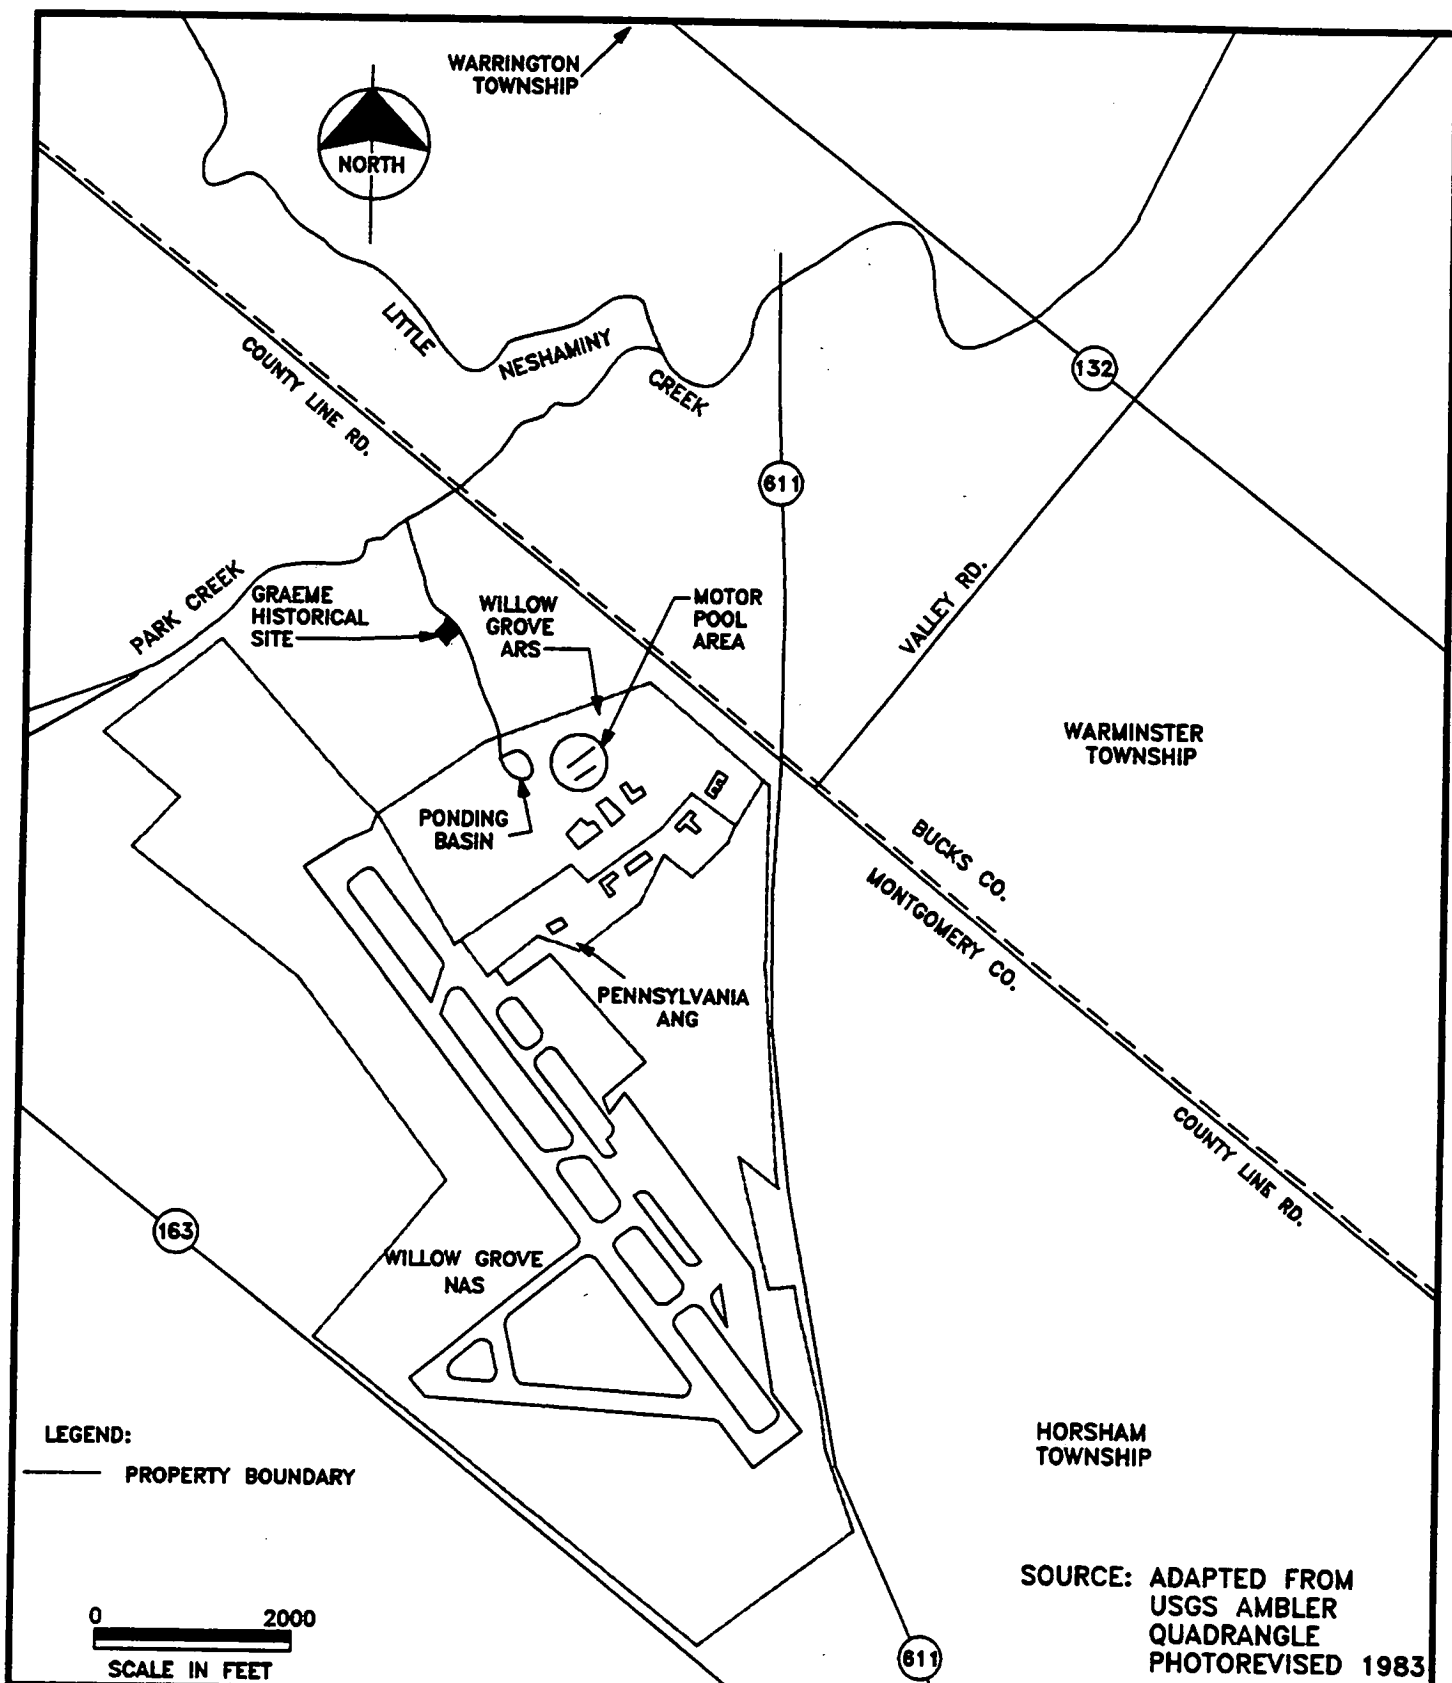 WARRINGTON
TOWNSHIP
NORTH
LITTLE
NESHAMINY
CREEK
COUNTY LINE RD.
132
611
PARK CREEK
GRAEME
HISTORICAL
SITE
WILLOW
GROVE
ARS
MOTOR
POOL
AREA
VALLEY RD.
WARMINSTER
TOWNSHIP
PONDING
BASIN
BUCKS CO.
MONTGOMERY CO.
PENNSYLVANIA
ANG
COUNTY LINE RD.
163
WILLOW GROVE
NAS
LEGEND:
PROPERTY BOUNDARY
HORSHAM
TOWNSHIP
0 2000
SCALE IN FEET
611
SOURCE: ADAPTED FROM
USGS AMBLER
QUADRANGLE
PHOTOREVISED 1983